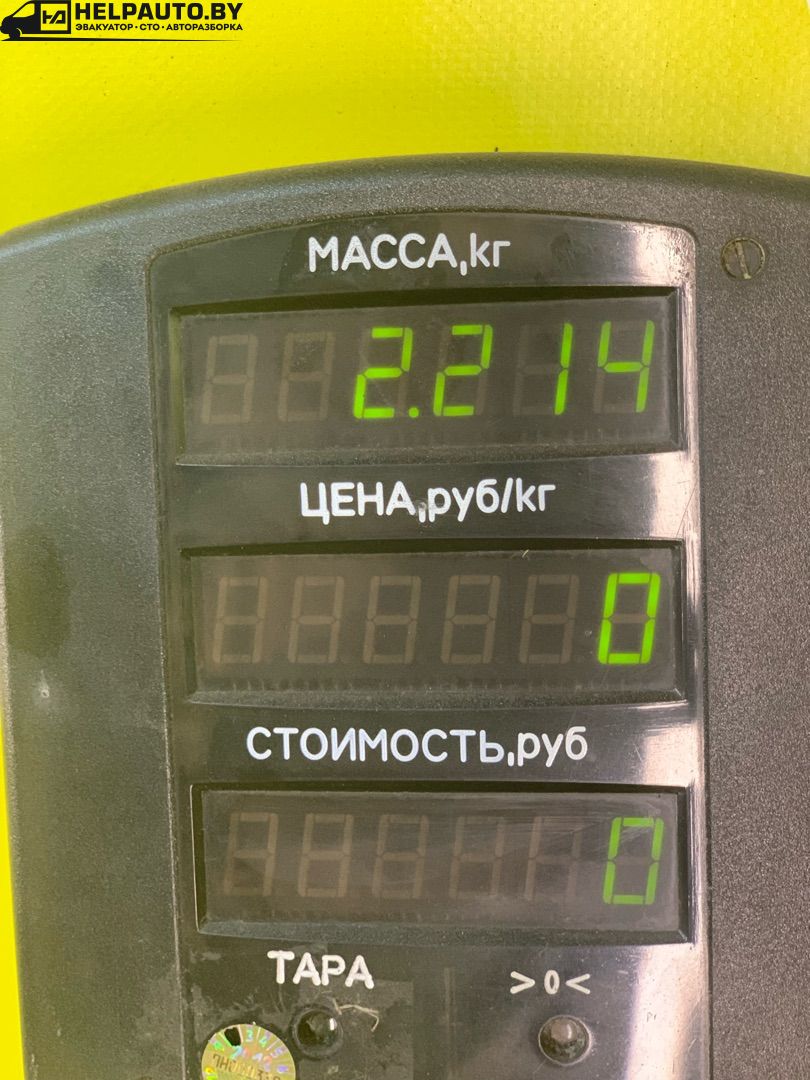 HELPAUTO.BY
ЭВАКУАТОР·СТО·АВТОРАЗБОРКА
МАССА,кг
2.214
ЦЕНА,руб/кг
0
СТОИМОСТЬ,руб
0
ТАРА
>0<